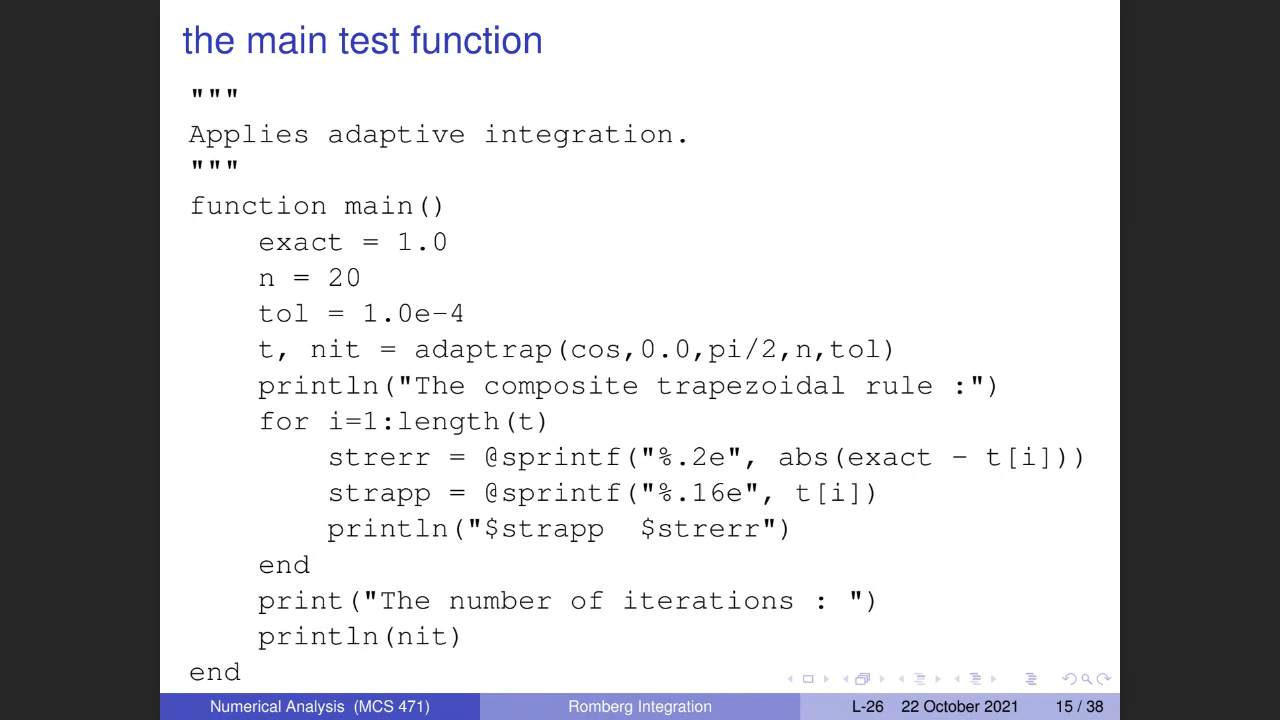 the main test function
"""
Applies adaptive integration.
"""
function main()
    exact = 1.0
    n = 20
    tol = 1.0e-4
    t, nit = adaptrap(cos,0.0,pi/2,n,tol)
    println("The composite trapezoidal rule :")
    for i=1:length(t)
        strerr = @sprintf("%.2e", abs(exact - t[i]))
        strapp = @sprintf("%.16e", t[i])
        println("$strapp  $strerr")
    end
    print("The number of iterations : ")
    println(nit)
end
Numerical Analysis (MCS 471) Romberg Integration L-26 22 October 2021 15 / 38